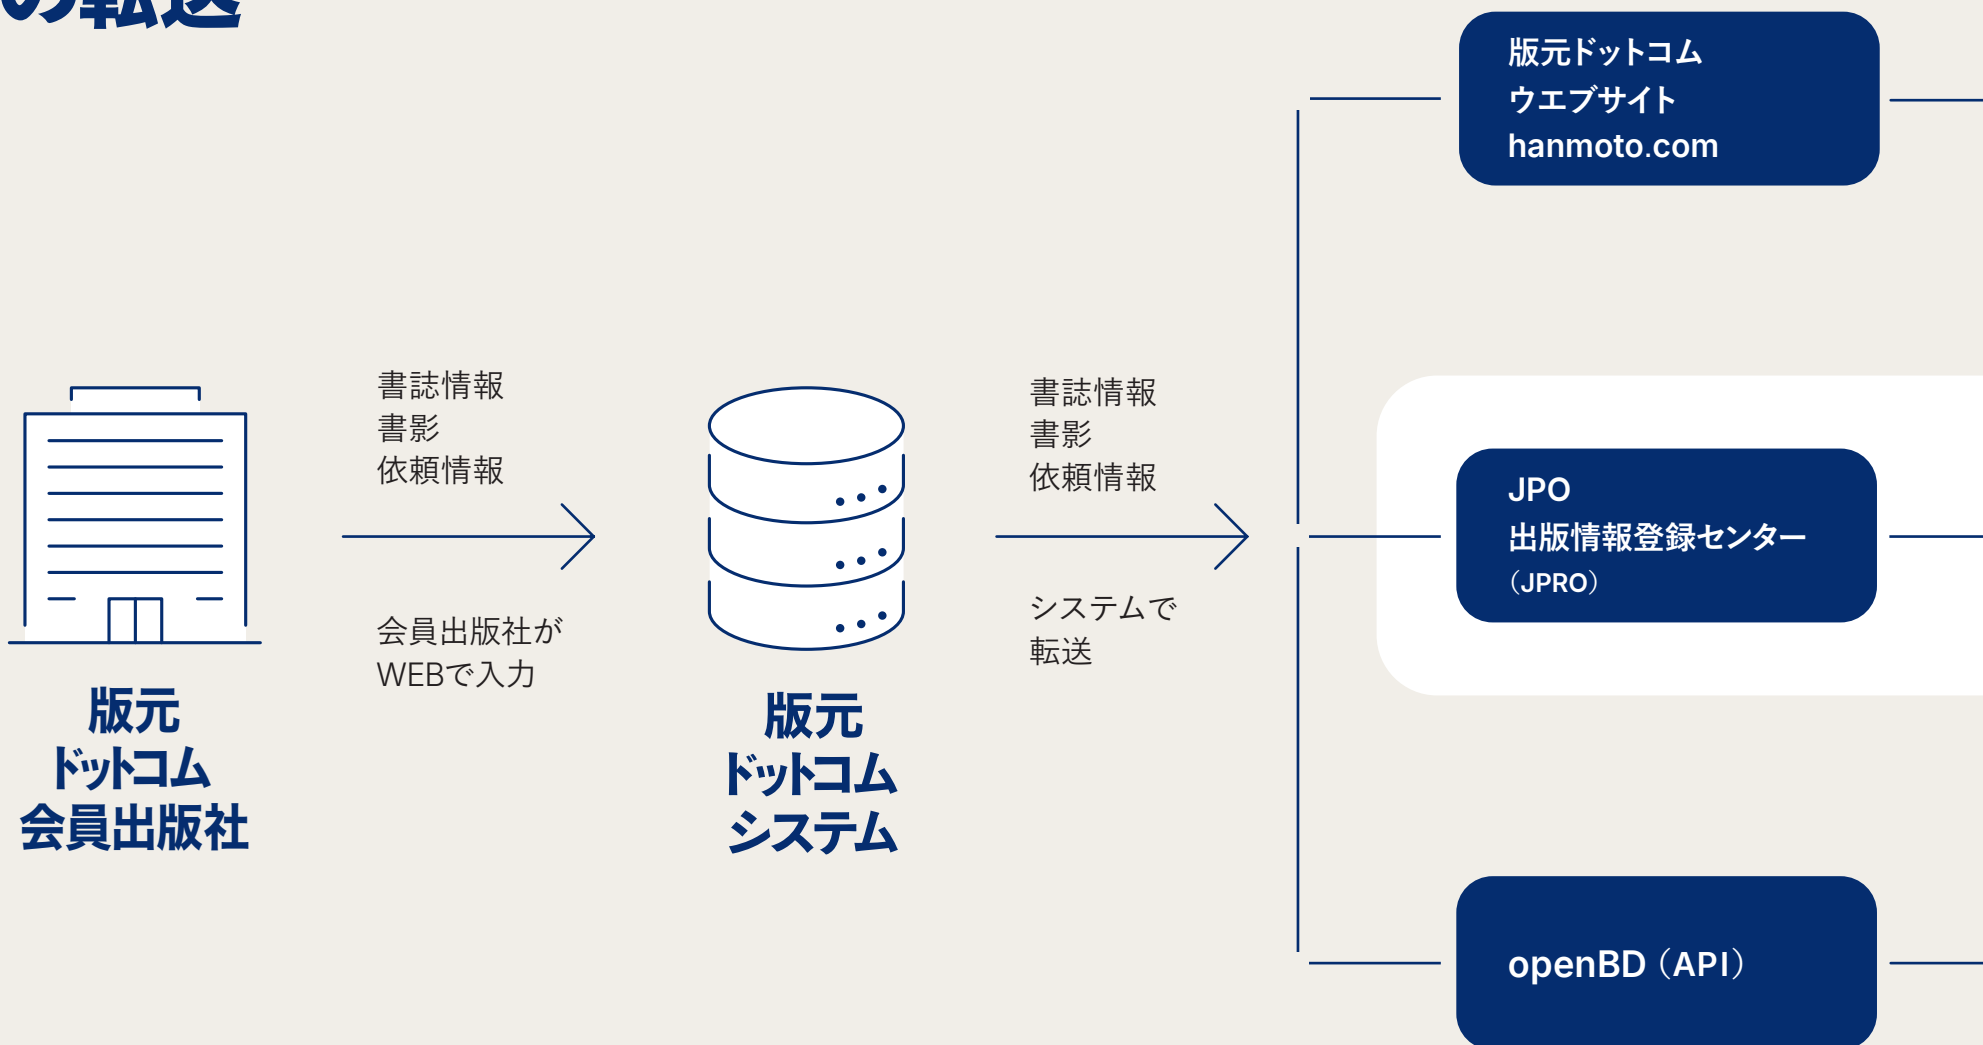 の転送
書誌情報
書影
依頼情報
会員出版社が
WEBで入力
版元
ドットコム
会員出版社
版元
ドットコム
システム
書誌情報
書影
依頼情報
システムで
転送
版元ドットコム
ウエブサイト
hanmoto.com
JPO
出版情報登録センター
（JPRO）
openBD（API）